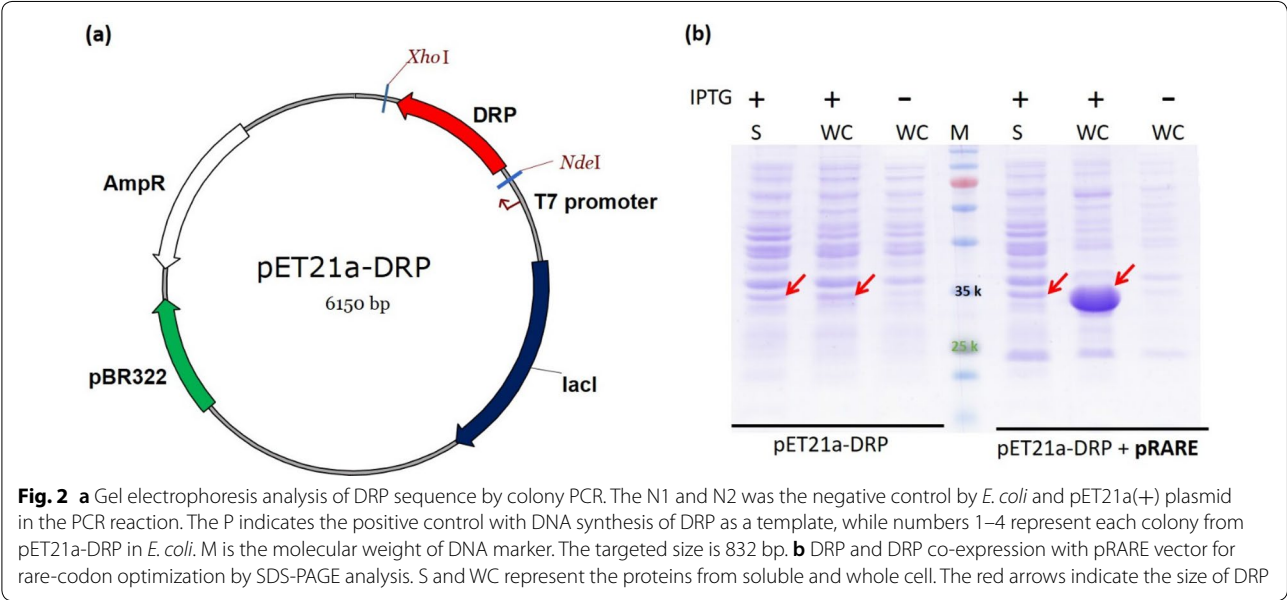 (a)
XhoI
DRP
NdeI
T7 promoter
AmpR
pET21a-DRP
6150 bp
pBR322
lacI
(b)
IPTG + + − + + −
S WC WC M S WC WC
35 k
25 k
pET21a-DRP
pET21a-DRP + pRARE
Fig. 2 a Gel electrophoresis analysis of DRP sequence by colony PCR. The N1 and N2 was the negative control by E. coli and pET21a(+) plasmid
in the PCR reaction. The P indicates the positive control with DNA synthesis of DRP as a template, while numbers 1–4 represent each colony from
pET21a-DRP in E. coli. M is the molecular weight of DNA marker. The targeted size is 832 bp. b DRP and DRP co-expression with pRARE vector for
rare-codon optimization by SDS-PAGE analysis. S and WC represent the proteins from soluble and whole cell. The red arrows indicate the size of DRP